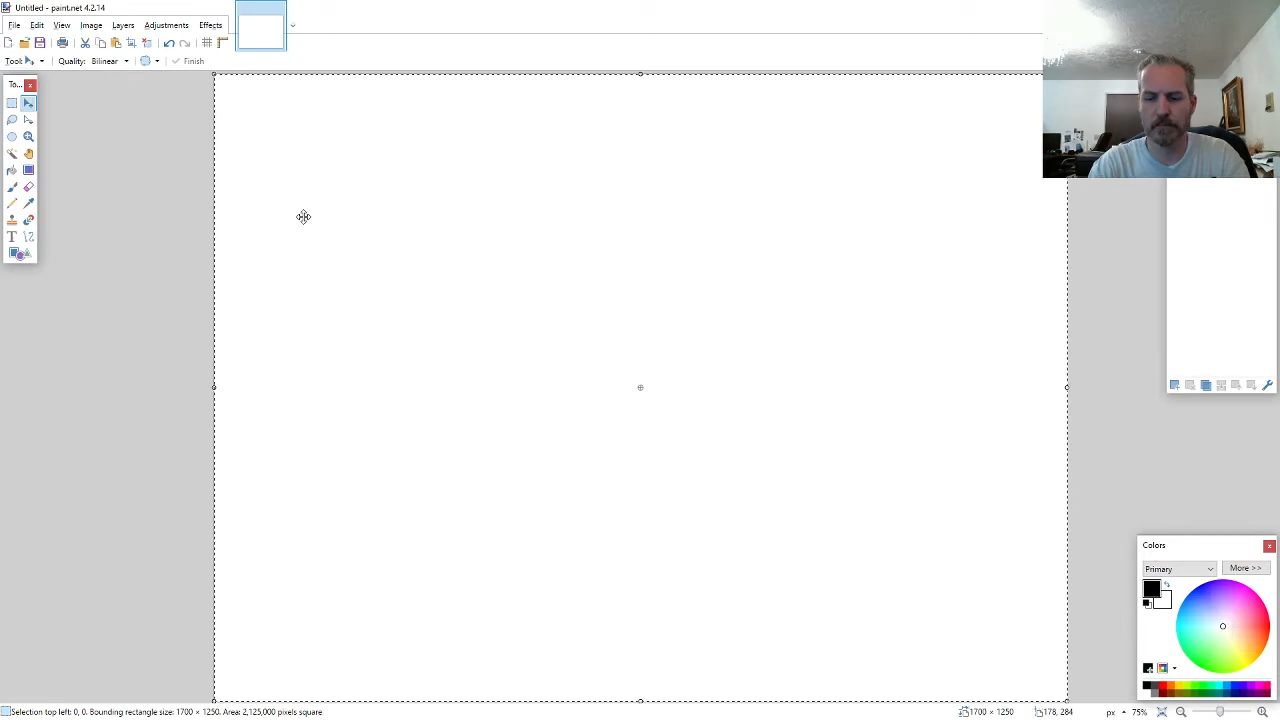 Untitled - paint.net 4.2.14
File Edit View Image Layers Adjustments Effects
Tool: Quality: Bilinear Finish
To... x
T
Colors x
Primary More >>
Selection top left: 0, 0. Bounding rectangle size: 1700 × 1250. Area: 2,125,000 pixels square 1700 × 1250 178, 284 px 75%